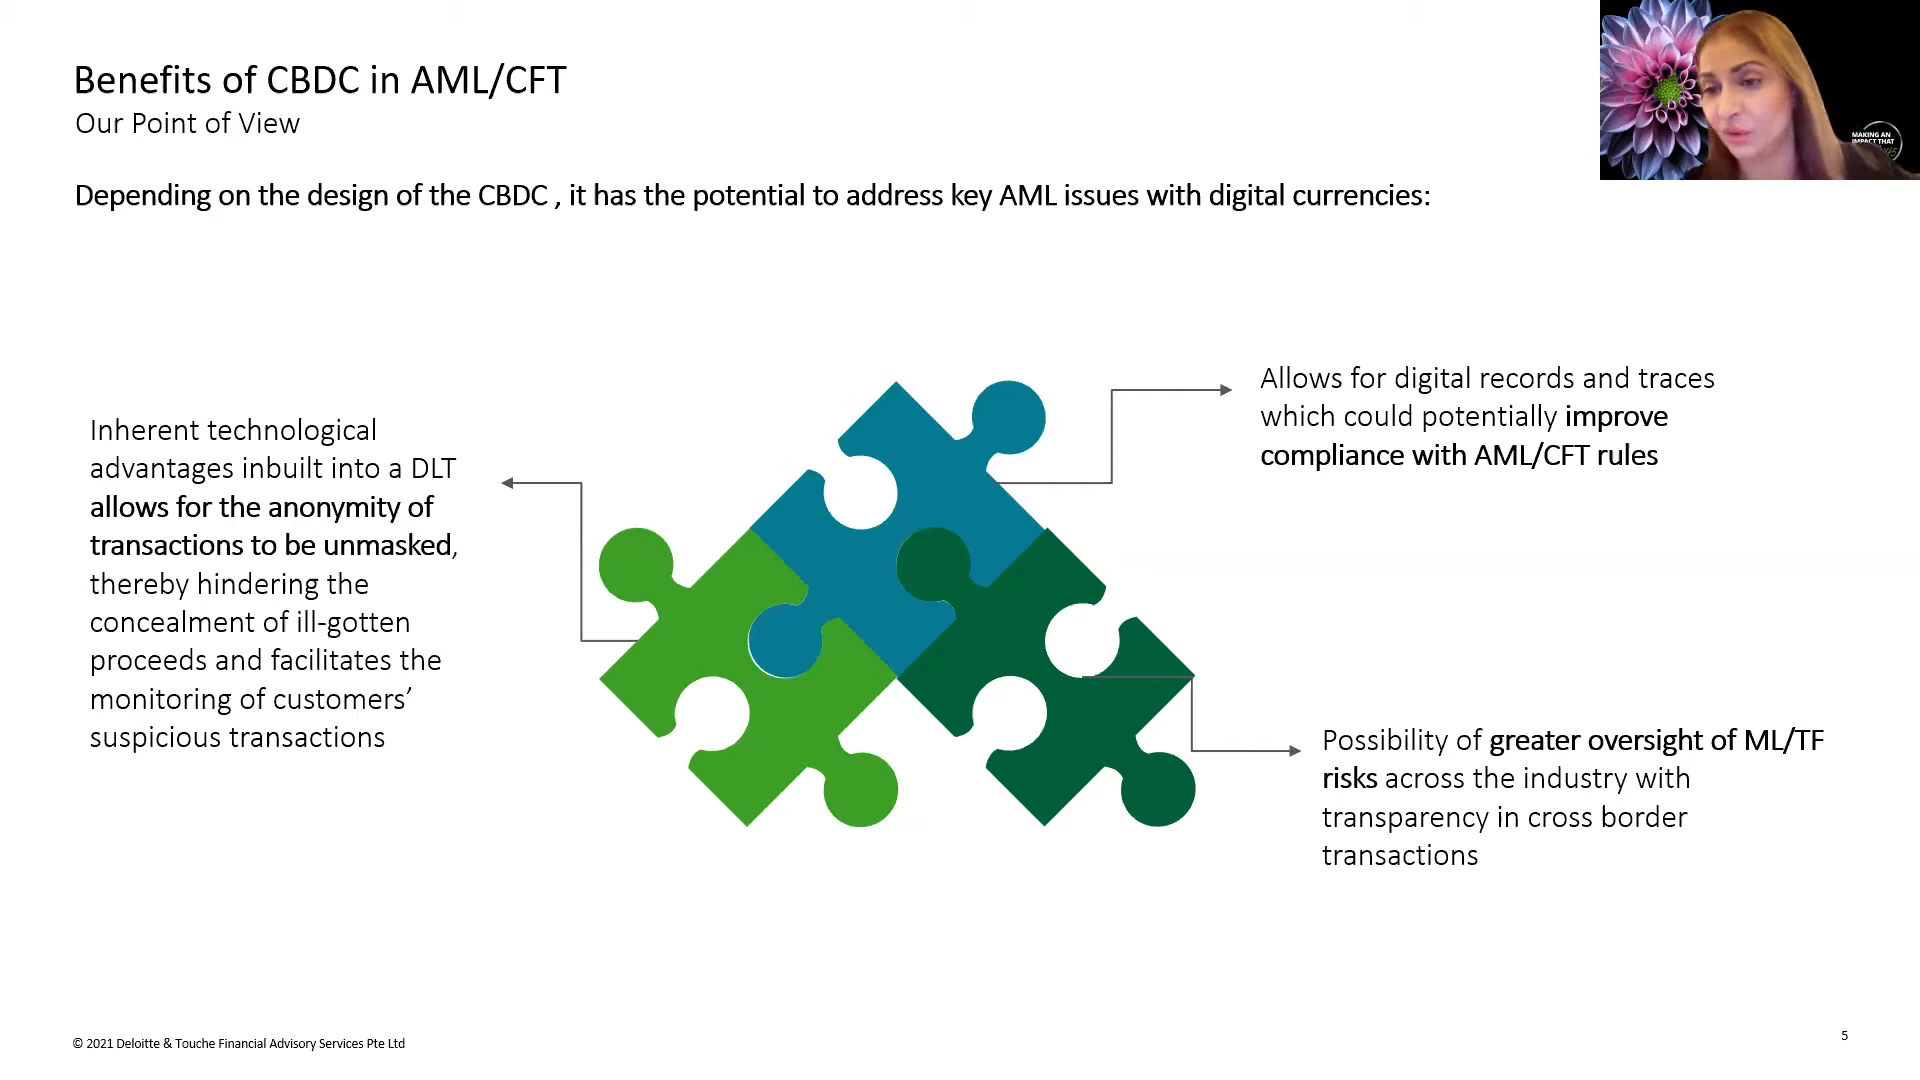 Benefits of CBDC in AML/CFT
Our Point of View
Depending on the design of the CBDC , it has the potential to address key AML issues with digital currencies:
MAKING AN
IMPACT THAT
Inherent technological
advantages inbuilt into a DLT
allows for the anonymity of
transactions to be unmasked,
thereby hindering the
concealment of ill-gotten
proceeds and facilitates the
monitoring of customers’
suspicious transactions
Allows for digital records and traces
which could potentially improve
compliance with AML/CFT rules
Possibility of greater oversight of ML/TF
risks across the industry with
transparency in cross border
transactions
© 2021 Deloitte & Touche Financial Advisory Services Pte Ltd
5